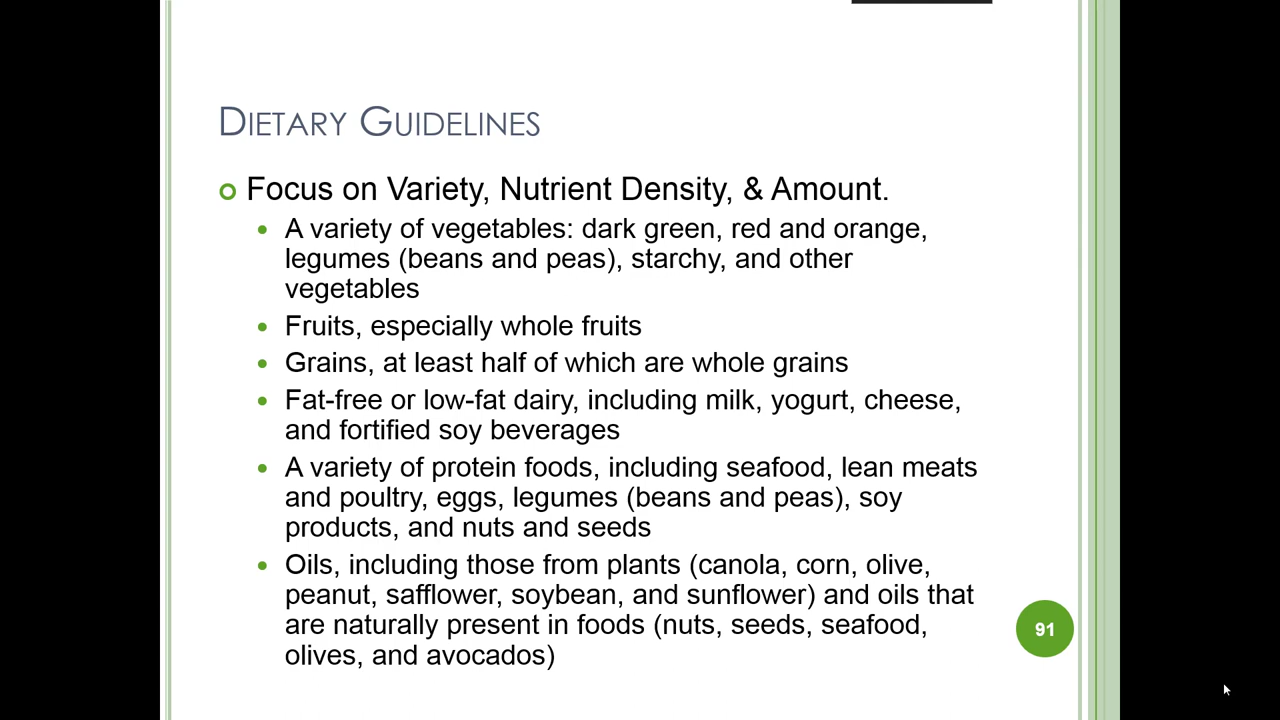 Dietary Guidelines
Focus on Variety, Nutrient Density, & Amount.
A variety of vegetables: dark green, red and orange,
legumes (beans and peas), starchy, and other
vegetables
Fruits, especially whole fruits
Grains, at least half of which are whole grains
Fat-free or low-fat dairy, including milk, yogurt, cheese,
and fortified soy beverages
A variety of protein foods, including seafood, lean meats
and poultry, eggs, legumes (beans and peas), soy
products, and nuts and seeds
Oils, including those from plants (canola, corn, olive,
peanut, safflower, soybean, and sunflower) and oils that
are naturally present in foods (nuts, seeds, seafood,
olives, and avocados)
91